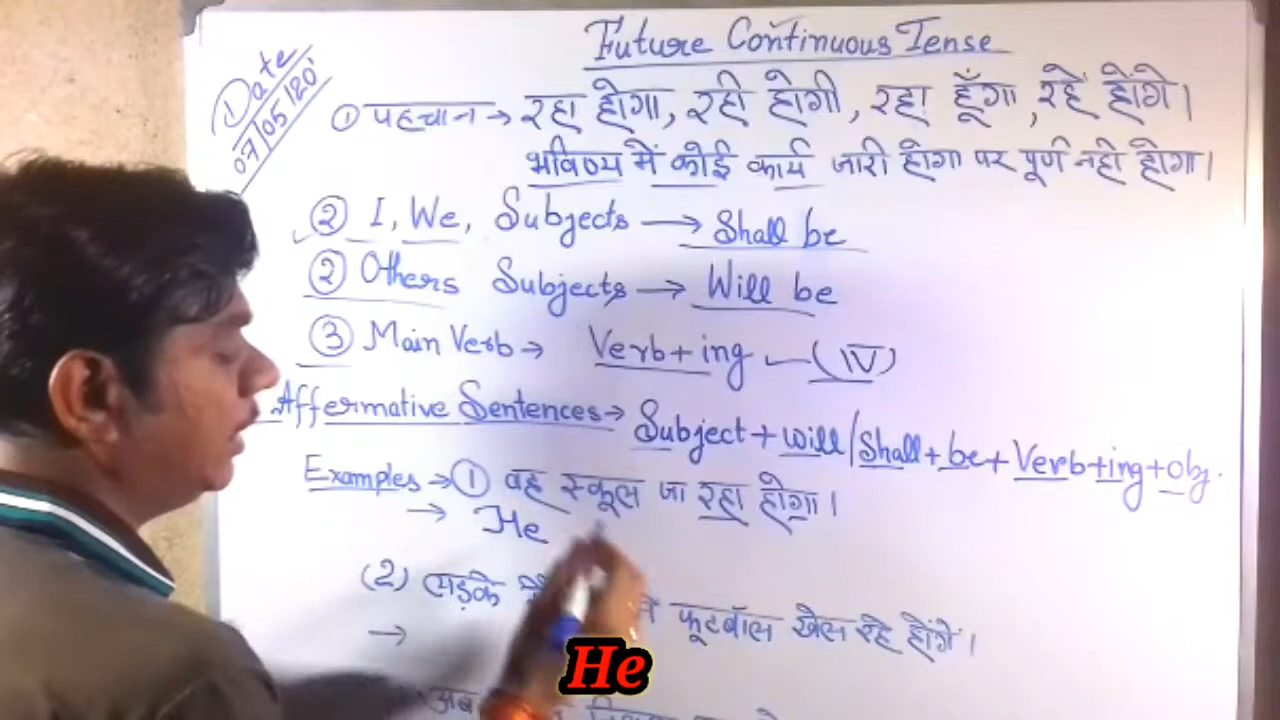 Future Continuous Tense
Date
07/05/20
① पहचान → रहा होगा, रही होगी, रहा हूँगा, रहें होंगे।
भविष्य में कोई कार्य जारी होगा पर पूर्ण नही होगा।
② I, We, Subjects → Shall be
② Others Subjects → Will be
③ Main Verb → Verb+ing (IV)
Affermative Sentences → Subject + will/Shall + be + Verb+ing + Obj.
Examples → ① वह स्कूल जा रहा होगा।
→ He
(2) लड़के फूटबॉल खेल रहे होंगें।
→
He